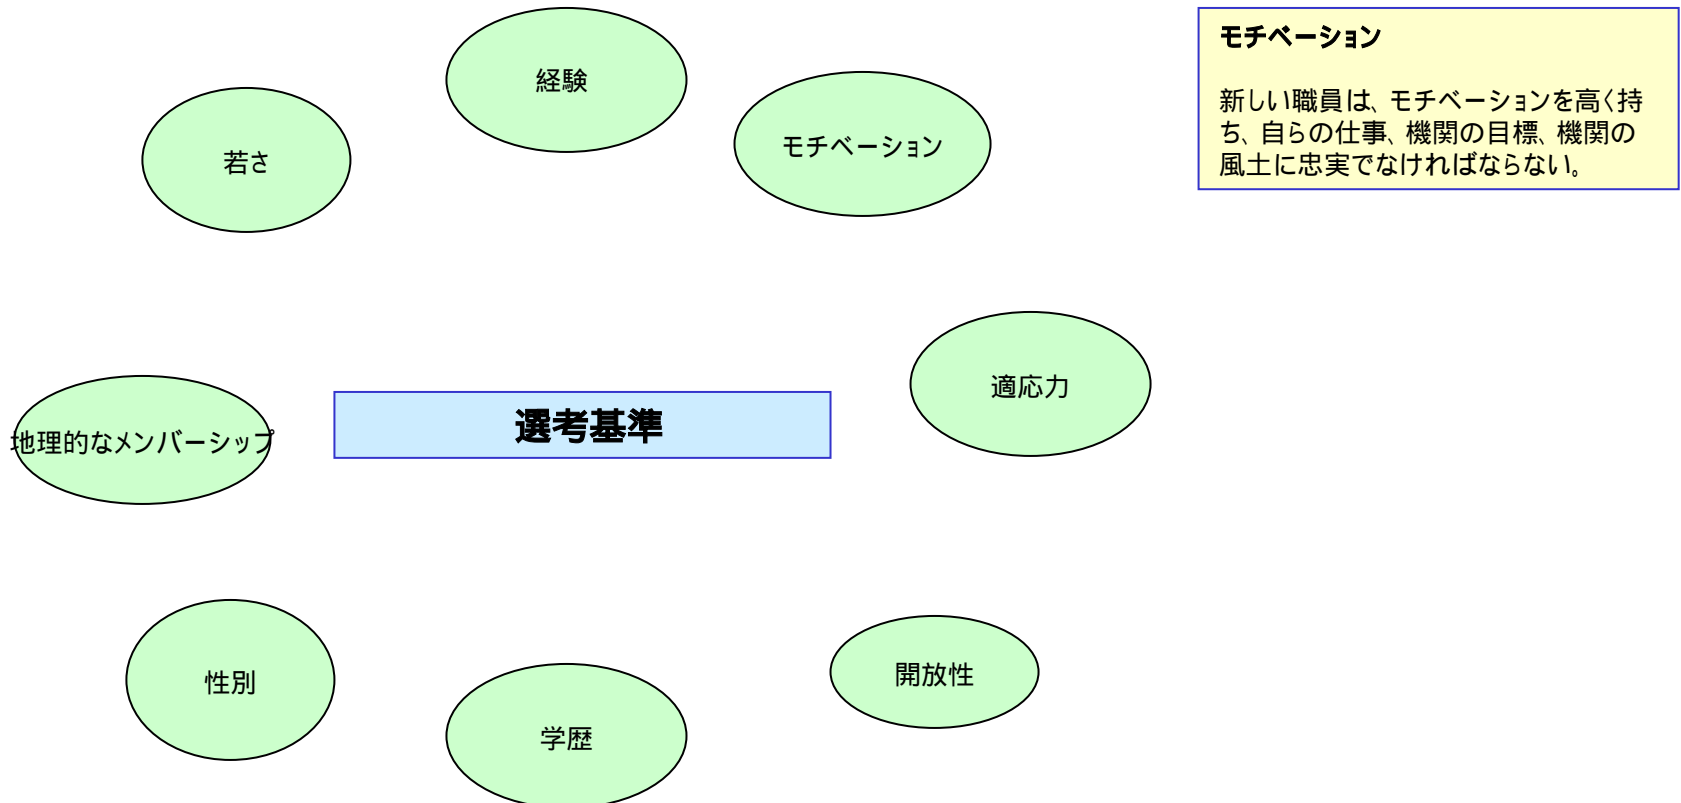 経験
モチベーション
若さ
適応力
選考基準
地理的なメンバーシップ
開放性
性別
学歴
モチベーション
新しい職員は、モチベーションを高く持
ち、自らの仕事、機関の目標、機関の
風土に忠実でなければならない。